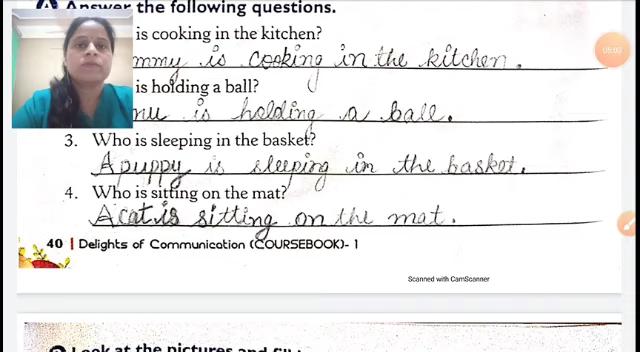 A Answer the following questions.
is cooking in the kitchen?
mmy is cooking in the kitchen.
is holding a ball?
nu is holding a ball.
3. Who is sleeping in the basket?
A puppy is sleeping in the basket.
4. Who is sitting on the mat?
A cat is sitting on the mat.
40 | Delights of Communication (COURSEBOOK)- 1
Scanned with CamScanner
Look at the pictures and
05:03